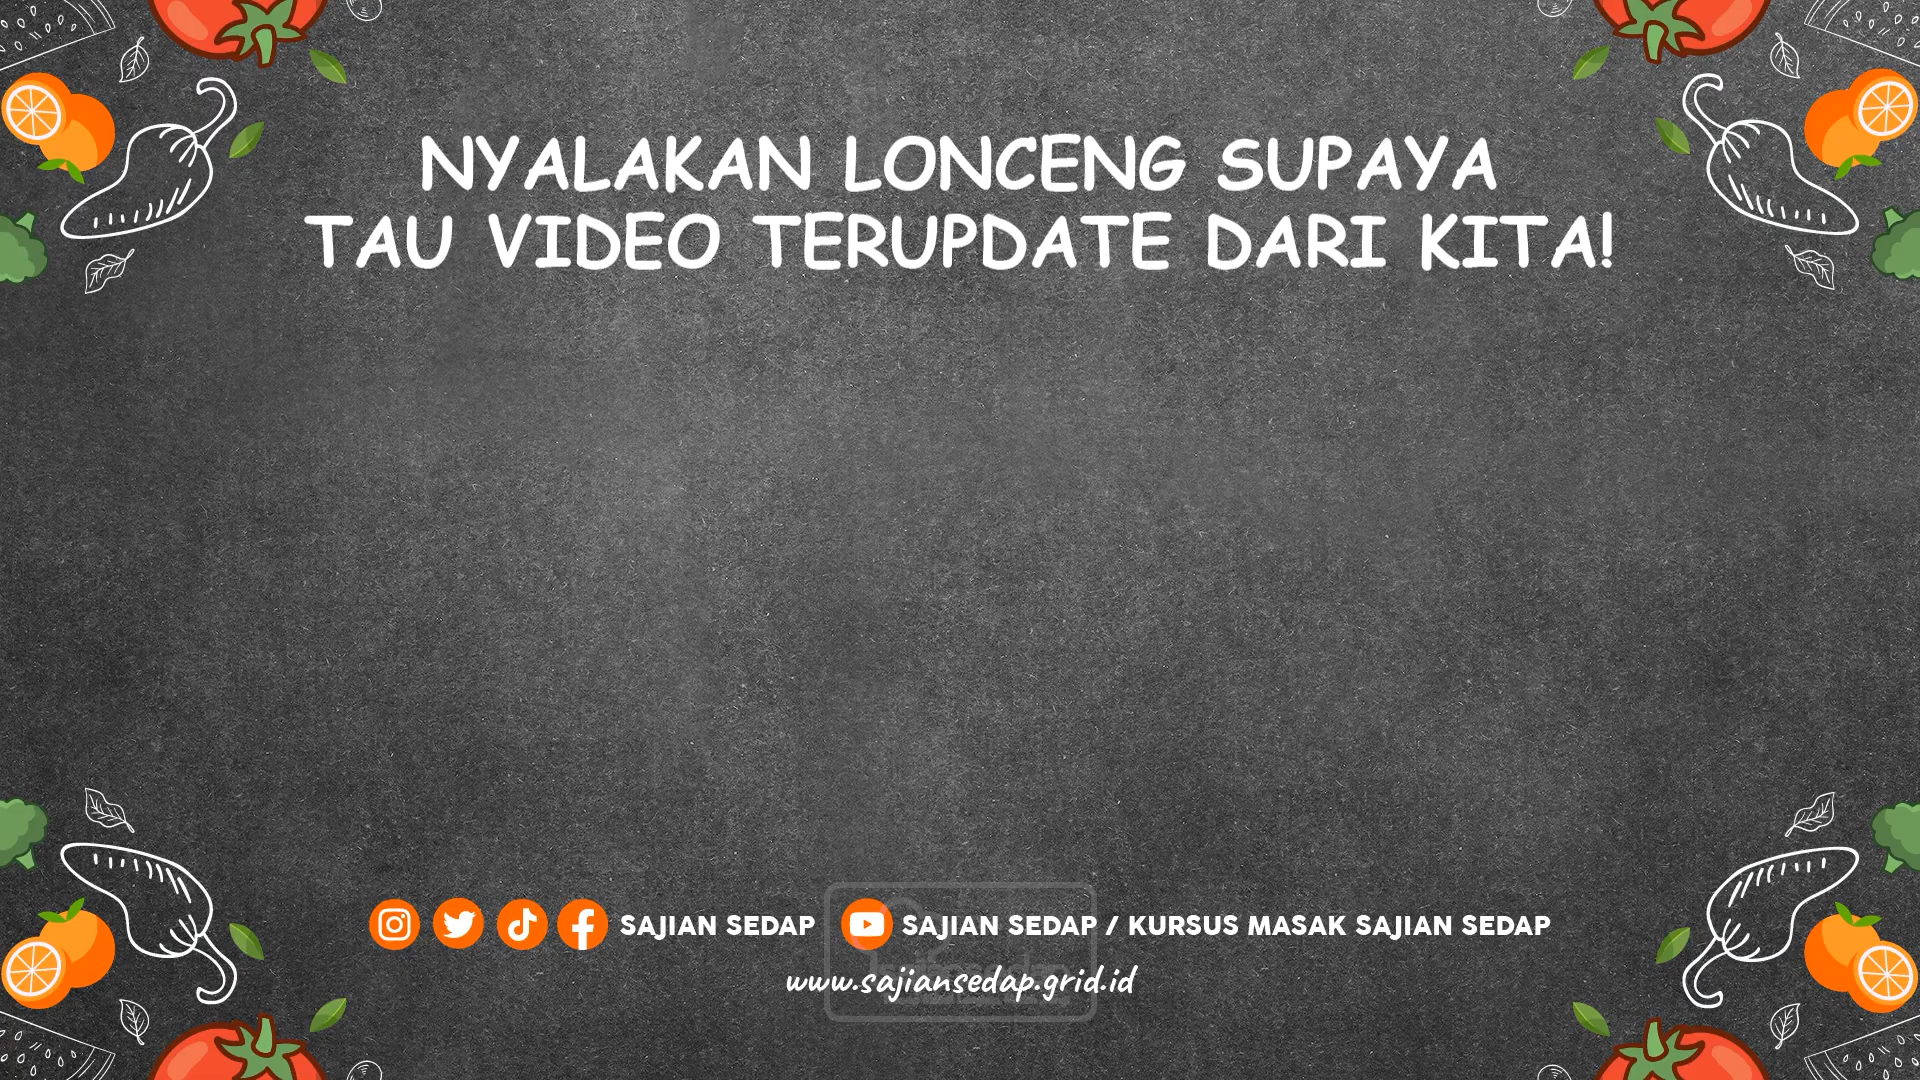 NYALAKAN LONCENG SUPAYA
TAU VIDEO TERUPDATE DARI KITA!
SAJIAN SEDAP SAJIAN SEDAP / KURSUS MASAK SAJIAN SEDAP
www.sajiansedap.grid.id